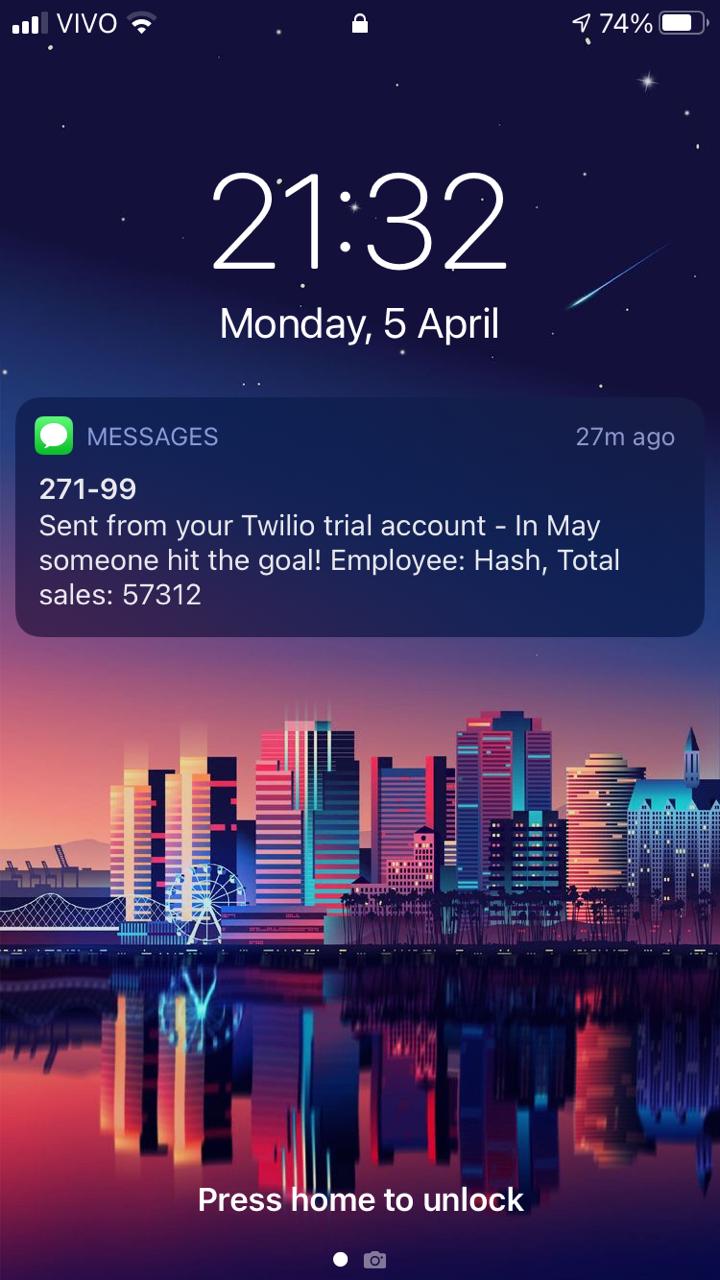 VIVO 74%
21:32
Monday, 5 April
MESSAGES 27m ago
271-99
Sent from your Twilio trial account - In May
someone hit the goal! Employee: Hash, Total
sales: 57312
Press home to unlock